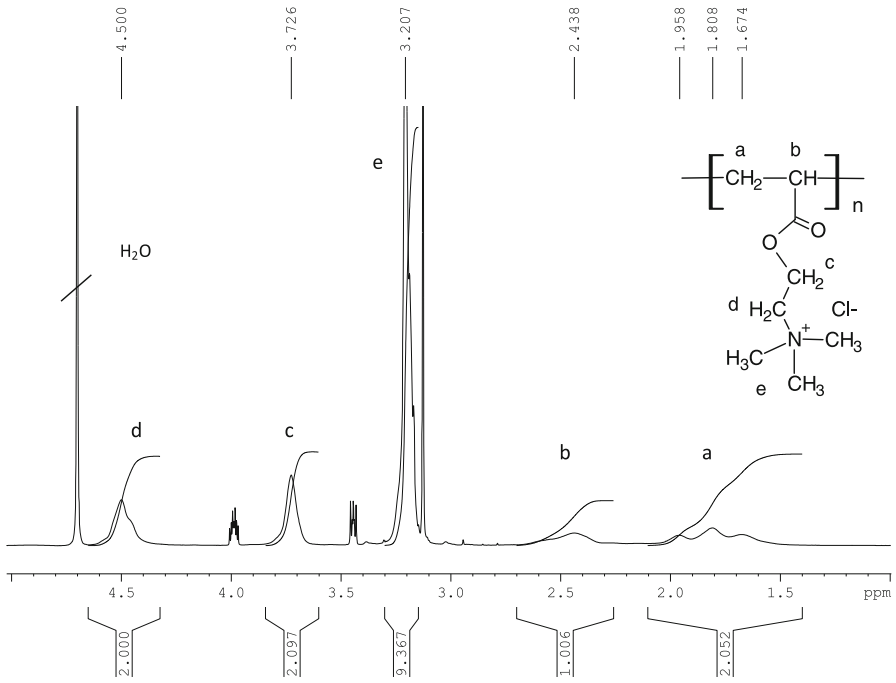 4.500
3.726
3.207
2.438
1.958
1.808
1.674
e
H₂O
d
c
b
a
a b
CH₂ CH
n
O
O
c
CH₂
d
H₂C Cl-
+
N
H₃C CH₃
e CH₃
4.5 4.0 3.5 3.0 2.5 2.0 1.5 ppm
2.000
2.097
9.367
1.006
2.052